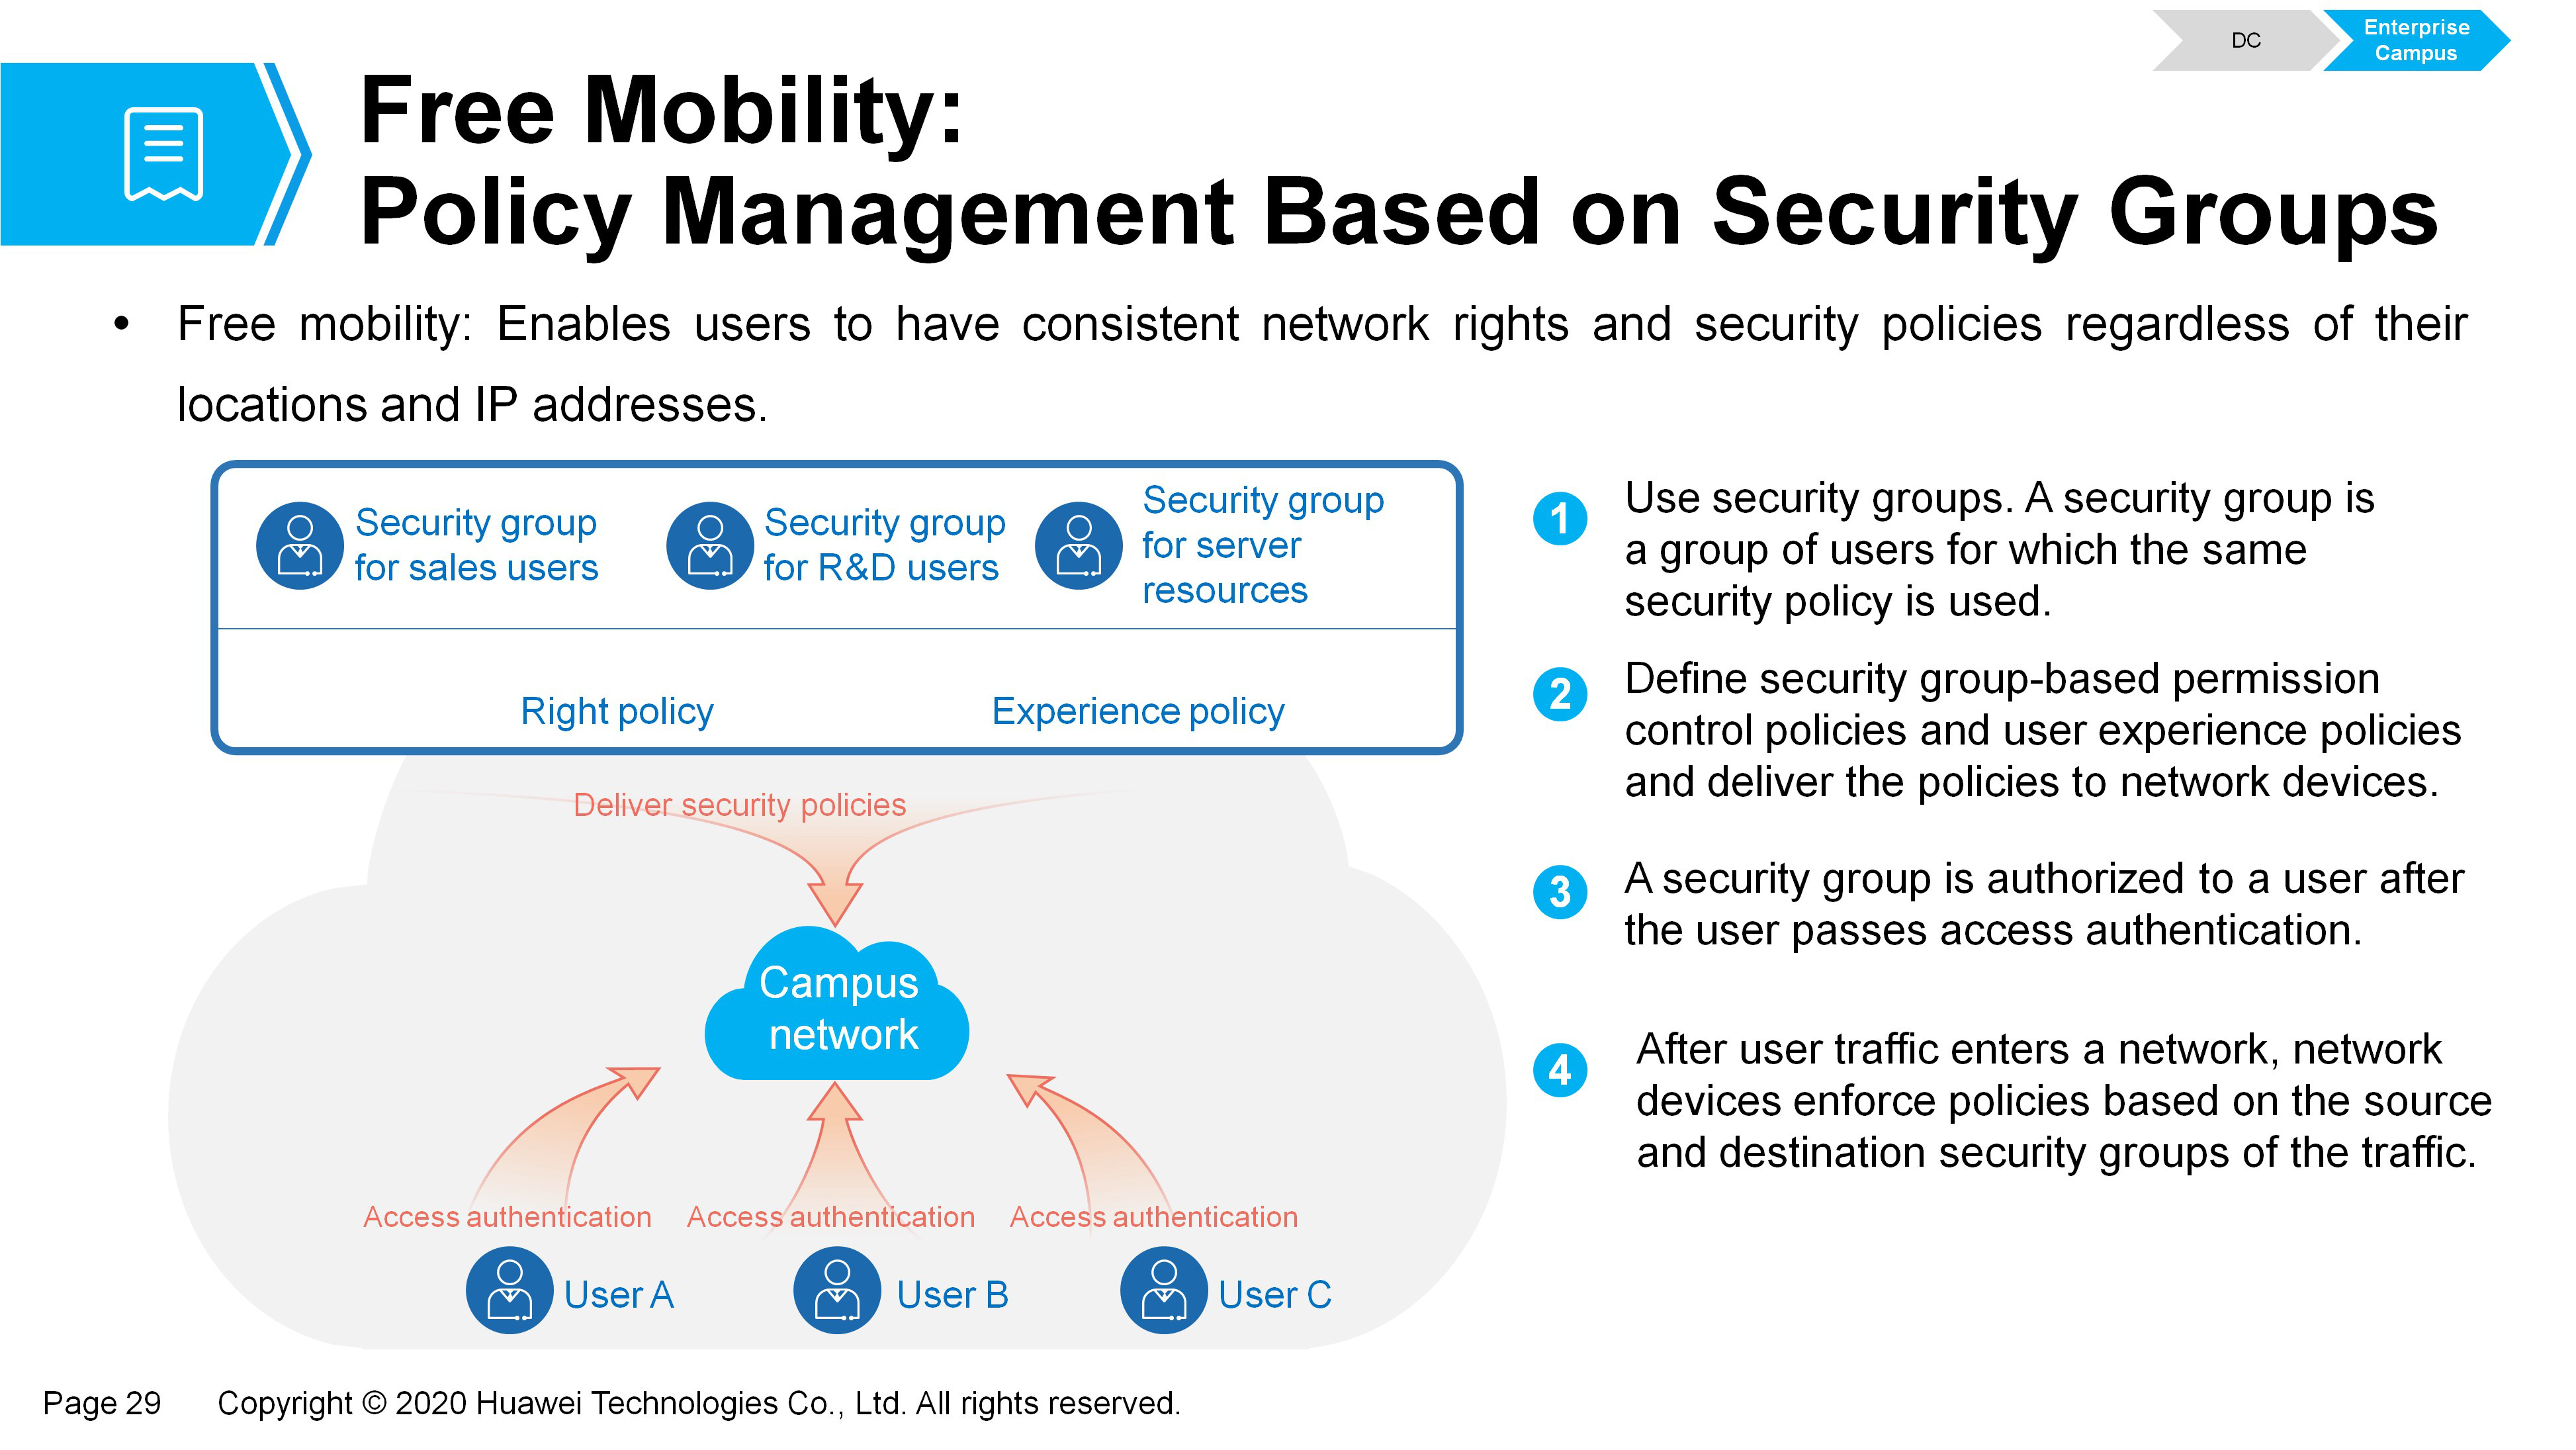 DC
Enterprise
Campus
Free Mobility:
Policy Management Based on Security Groups
• Free mobility: Enables users to have consistent network rights and security policies regardless of their
locations and IP addresses.
Security group
for sales users
Security group
for R&D users
Security group
for server
resources
Right policy
Experience policy
Deliver security policies
Campus
network
Access authentication
Access authentication
Access authentication
User A
User B
User C
1
Use security groups. A security group is
a group of users for which the same
security policy is used.
2
Define security group-based permission
control policies and user experience policies
and deliver the policies to network devices.
3
A security group is authorized to a user after
the user passes access authentication.
4
After user traffic enters a network, network
devices enforce policies based on the source
and destination security groups of the traffic.
Page 29 Copyright © 2020 Huawei Technologies Co., Ltd. All rights reserved.